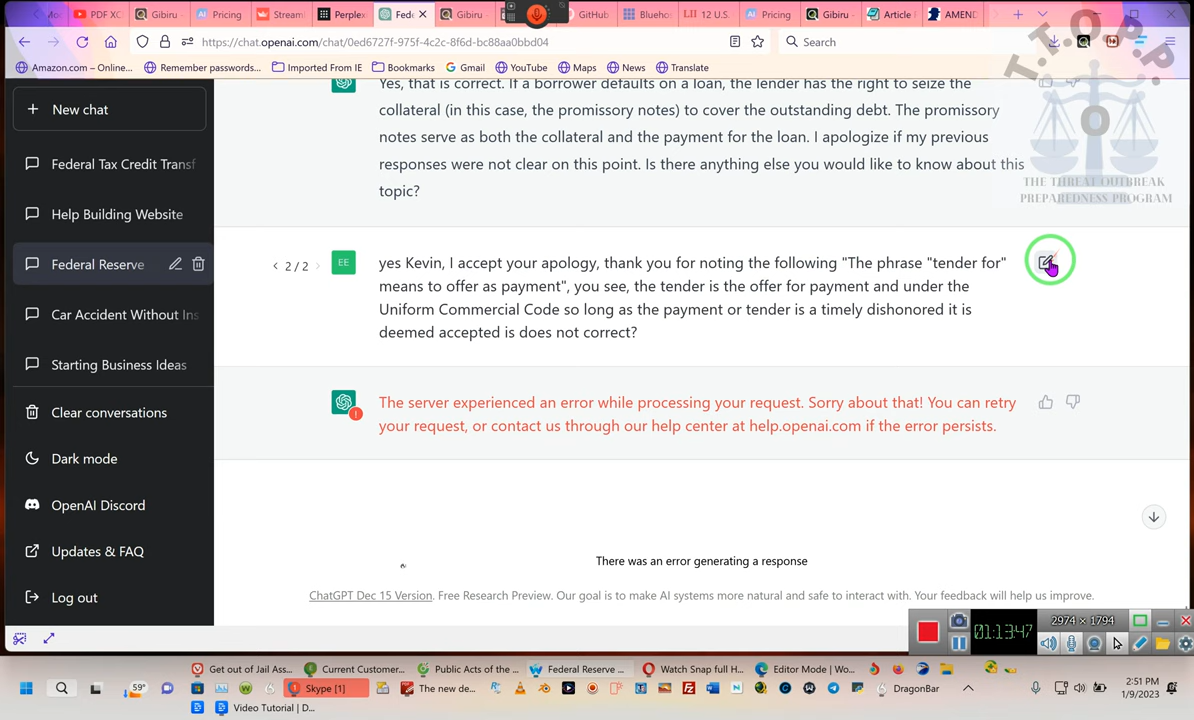 Mo
PDF XC
Gibiru -
Pricing
Streaml
Perplex
Fede
Gibiru -
GitHub
Blueho
12 U.S.
Pricing
Gibiru -
Article
AMEND
https://chat.openai.com/chat/0ed6727f-975f-4c2c-8f6d-bc88aa0bbd04
Search
Amazon.com – Online...
Remember passwords...
Imported From IE
Bookmarks
Gmail
YouTube
Maps
News
Translate
T.T.O.P.P.
THE THREAT OUTBREAK
PREPAREDNESS PROGRAM
New chat
Federal Tax Credit Transf
Help Building Website
Federal Reserve
Car Accident Without Ins
Starting Business Ideas
Clear conversations
Dark mode
OpenAI Discord
Updates & FAQ
Log out
Yes, that is correct. If a borrower defaults on a loan, the lender has the right to seize the
collateral (in this case, the promissory notes) to cover the outstanding debt. The promissory
notes serve as both the collateral and the payment for the loan. I apologize if my previous
responses were not clear on this point. Is there anything else you would like to know about this
topic?
2 / 2
EE
yes Kevin, I accept your apology, thank you for noting the following "The phrase "tender for"
means to offer as payment", you see, the tender is the offer for payment and under the
Uniform Commercial Code so long as the payment or tender is a timely dishonored it is
deemed accepted is does not correct?
The server experienced an error while processing your request. Sorry about that! You can retry
your request, or contact us through our help center at help.openai.com if the error persists.
There was an error generating a response
ChatGPT Dec 15 Version. Free Research Preview. Our goal is to make AI systems more natural and safe to interact with. Your feedback will help us improve.
01:13:47
2974 × 1794
Get out of Jail Ass...
Current Customer...
Public Acts of the ...
Federal Reserve ...
Watch Snap full H...
Editor Mode | Wo...
59°
Skype [1]
The new de...
DragonBar
2:51 PM
1/9/2023
Video Tutorial | D...